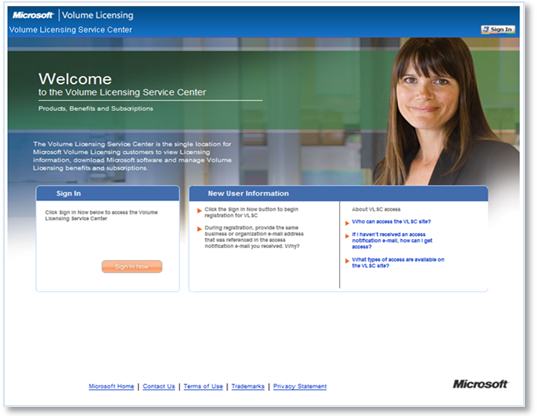 Microsoft | Volume Licensing
Volume Licensing Service Center
Sign In
Welcome
to the Volume Licensing Service Center
Products, Benefits and Subscriptions
The Volume Licensing Service Center is the single location for
Microsoft Volume Licensing customers to view Licensing
information, download Microsoft software and manage Volume
Licensing benefits and subscriptions.
Sign In
Click Sign In Now below to access the Volume
Licensing Service Center
Sign In Now
New User Information
Click the Sign In Now button to begin
registration for VLSC
During registration, provide the same
business or organization e-mail address
that was referenced in the access
notification e-mail you received. Why?
About VLSC access
Who can access the VLSC site?
If I haven't received an access
notification e-mail, how can I get
access?
What types of access are available on
the VLSC site?
Microsoft Home | Contact Us | Terms of Use | Trademarks | Privacy Statement
Microsoft